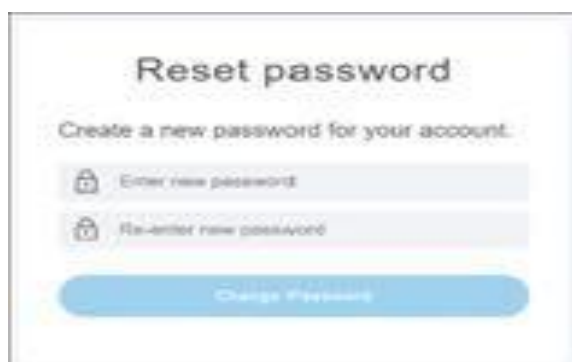 Reset password
Create a new password for your account.
Enter new password
Re-enter new password
Change Password